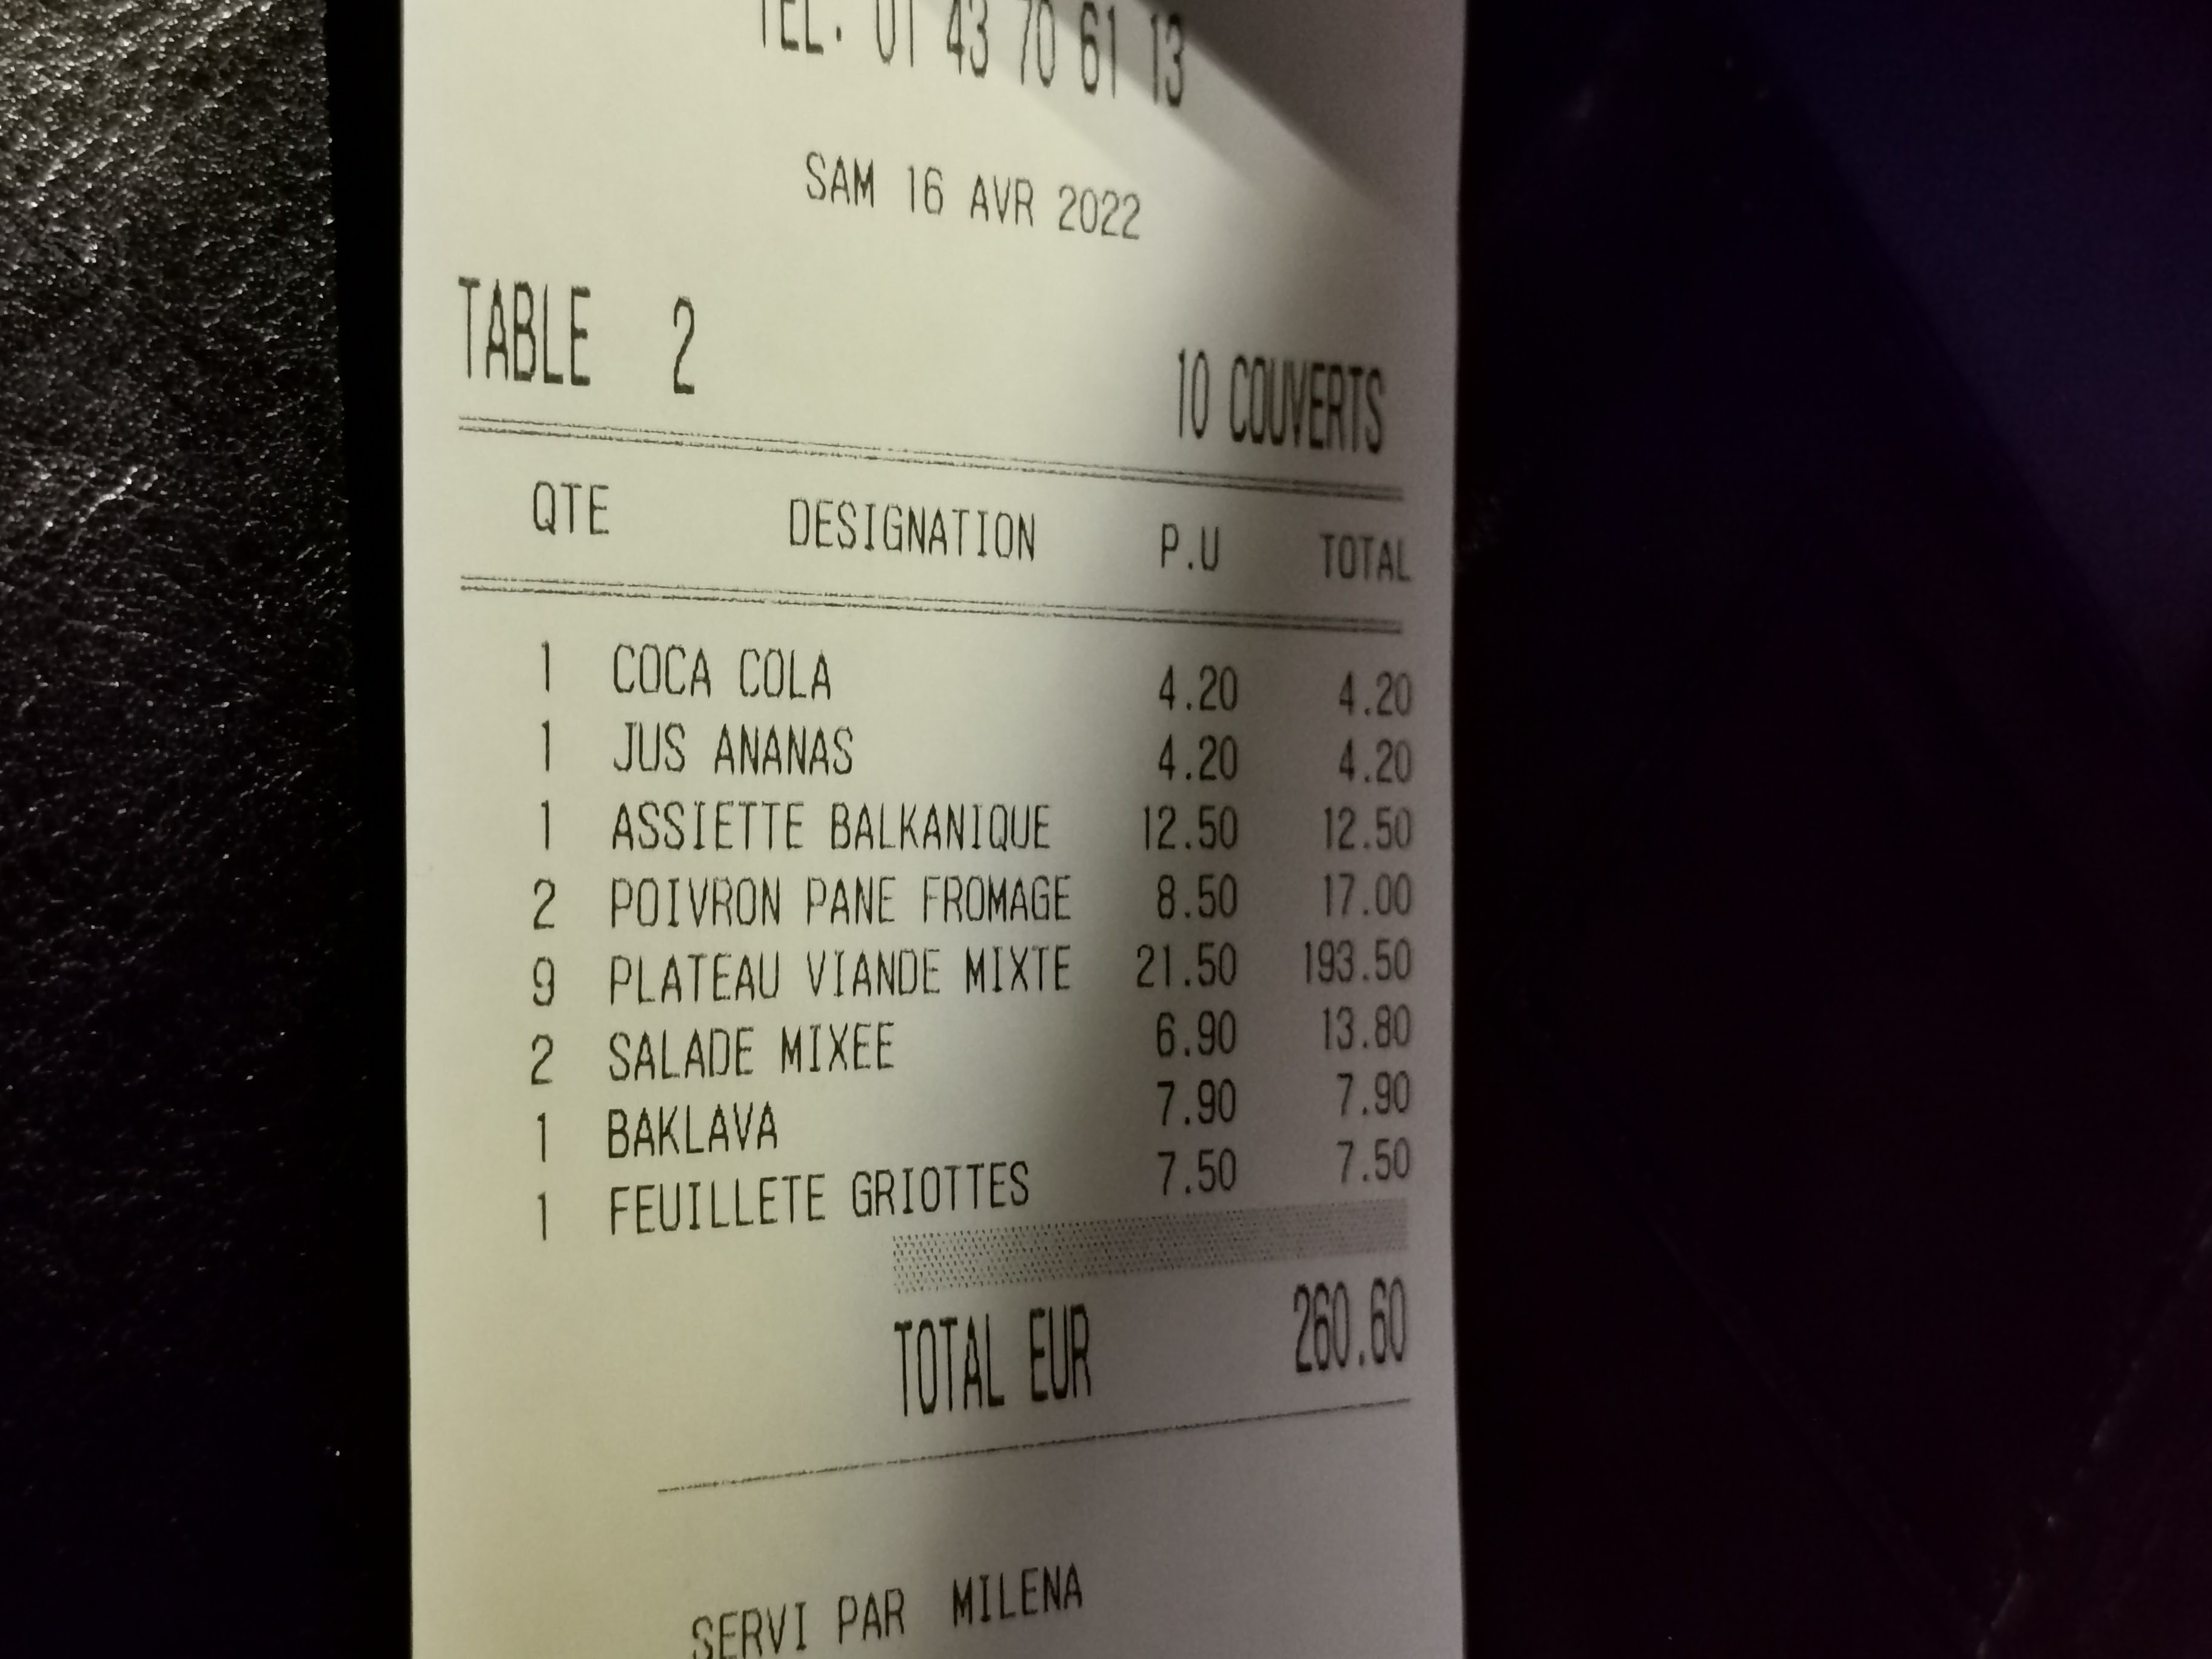 TEL. 01 43 70 61 13
SAM 16 AVR 2022
TABLE 2
10 COUVERTS
QTE DESIGNATION P.U TOTAL
1 COCA COLA 4.20 4.20
1 JUS ANANAS 4.20 4.20
1 ASSIETTE BALKANIQUE 12.50 12.50
2 POIVRON PANE FROMAGE 8.50 17.00
9 PLATEAU VIANDE MIXTE 21.50 193.50
2 SALADE MIXEE 6.90 13.80
1 BAKLAVA 7.90 7.90
1 FEUILLETE GRIOTTES 7.50 7.50
TOTAL EUR 260.60
SERVI PAR MILENA